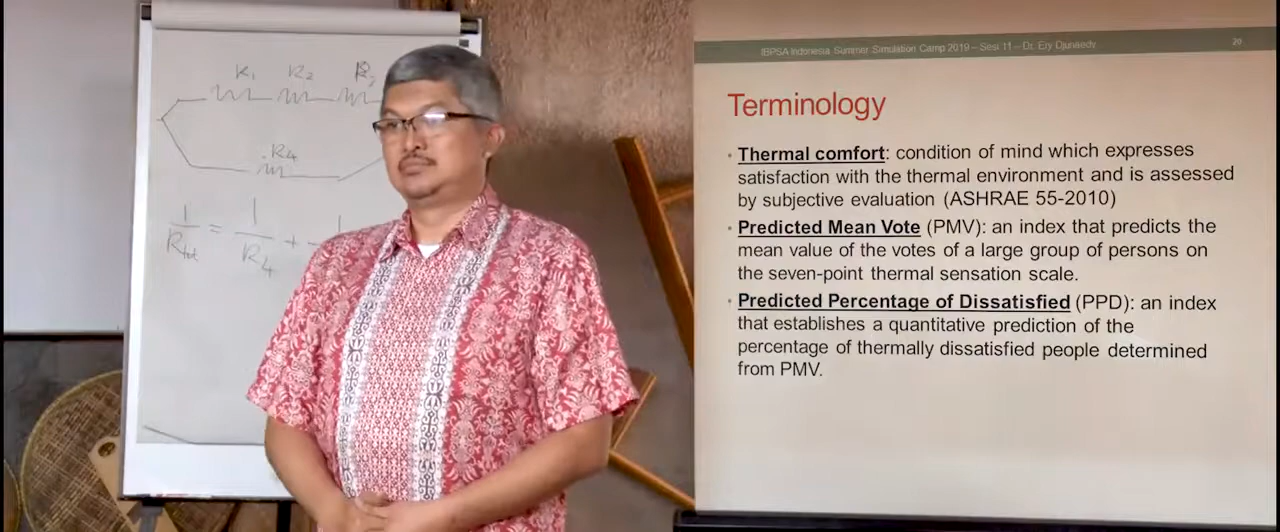 R1 R2 R3
R4
1/Rtot = 1/R4 + 1
IBPSA Indonesia Summer Simulation Camp 2019 – Sesi 11 – Dr. Ery Djunaedy
20
Terminology
• Thermal comfort: condition of mind which expresses
satisfaction with the thermal environment and is assessed
by subjective evaluation (ASHRAE 55-2010)
• Predicted Mean Vote (PMV): an index that predicts the
mean value of the votes of a large group of persons on
the seven-point thermal sensation scale.
• Predicted Percentage of Dissatisfied (PPD): an index
that establishes a quantitative prediction of the
percentage of thermally dissatisfied people determined
from PMV.